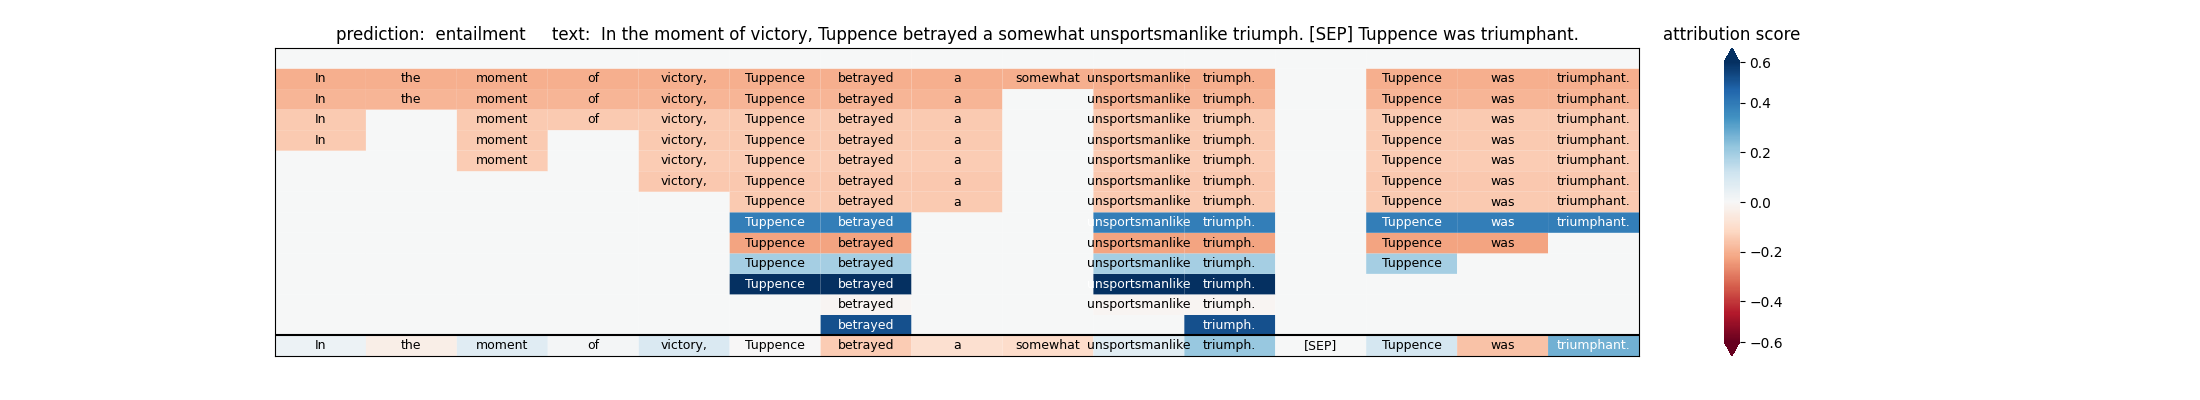 prediction: entailment text: In the moment of victory, Tuppence betrayed a somewhat unsportsmanlike triumph. [SEP] Tuppence was triumphant.
attribution score
In the moment of victory, Tuppence betrayed a somewhat unsportsmanlike triumph. Tuppence was triumphant.
In the moment of victory, Tuppence betrayed a unsportsmanlike triumph. Tuppence was triumphant.
In moment of victory, Tuppence betrayed a unsportsmanlike triumph. Tuppence was triumphant.
In moment victory, Tuppence betrayed a unsportsmanlike triumph. Tuppence was triumphant.
moment victory, Tuppence betrayed a unsportsmanlike triumph. Tuppence was triumphant.
victory, Tuppence betrayed a unsportsmanlike triumph. Tuppence was triumphant.
Tuppence betrayed a unsportsmanlike triumph. Tuppence was triumphant.
Tuppence betrayed unsportsmanlike triumph. Tuppence was triumphant.
Tuppence betrayed unsportsmanlike triumph. Tuppence was
Tuppence betrayed unsportsmanlike triumph. Tuppence
Tuppence betrayed unsportsmanlike triumph.
betrayed unsportsmanlike triumph.
betrayed triumph.
In the moment of victory, Tuppence betrayed a somewhat unsportsmanlike triumph. [SEP] Tuppence was triumphant.
0.6
0.4
0.2
0.0
−0.2
−0.4
−0.6